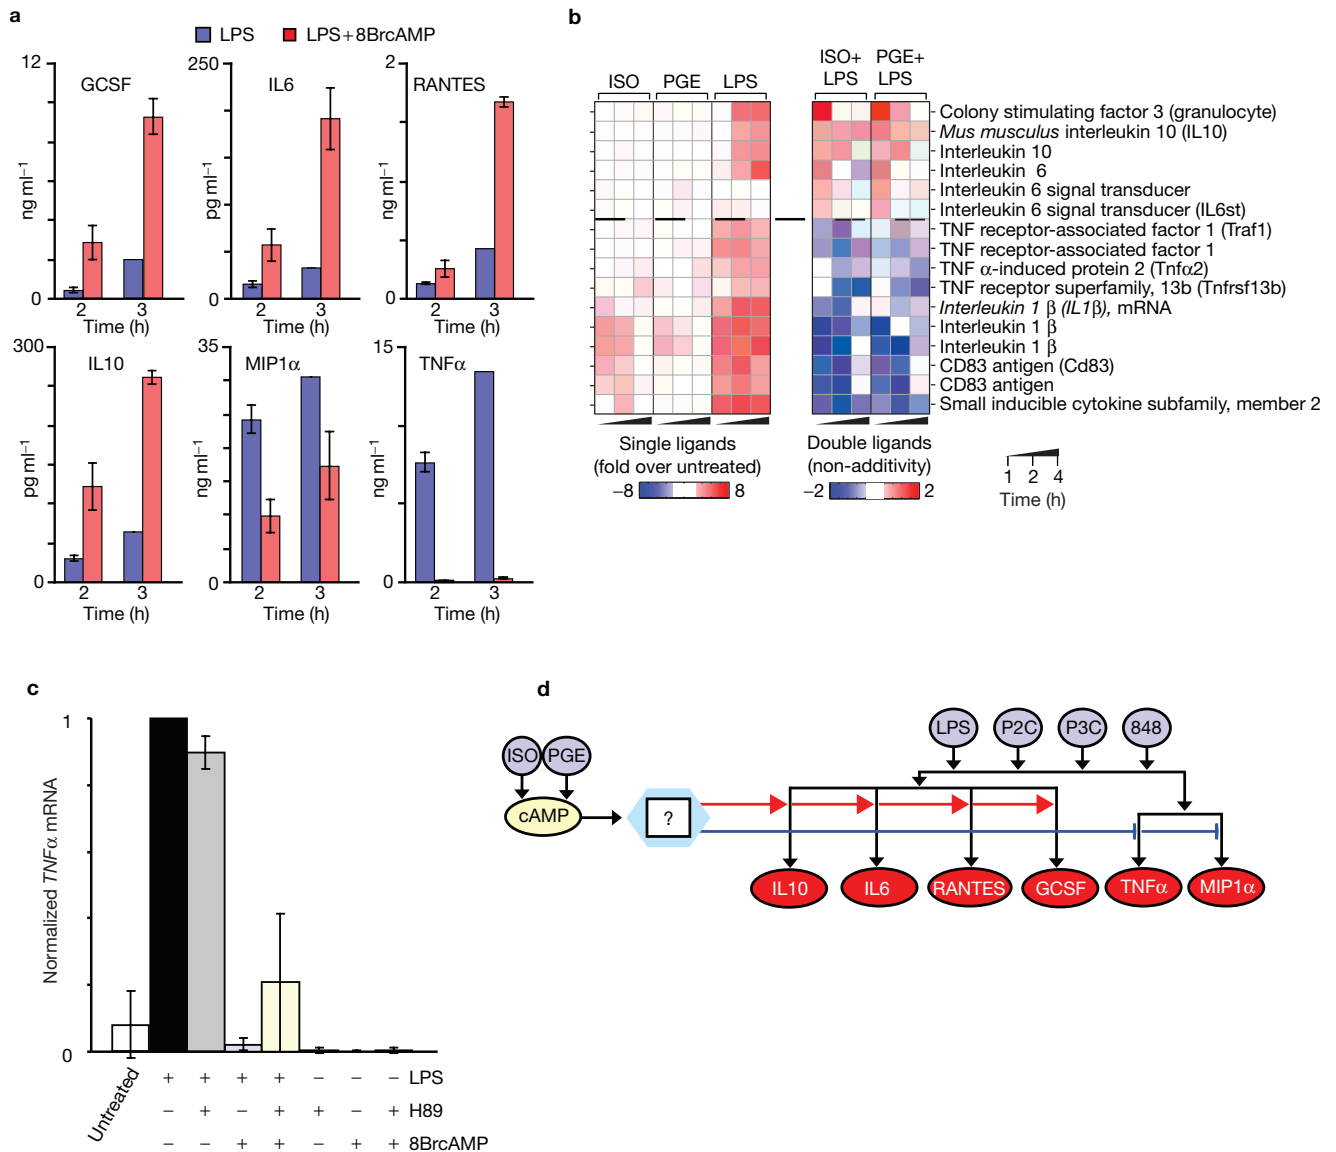 a
LPS
LPS+8BrcAMP
12
GCSF
ng ml−1
0
2
3
Time (h)
250
IL6
pg ml−1
0
2
3
Time (h)
2
RANTES
ng ml−1
0
2
3
Time (h)
300
IL10
pg ml−1
0
2
3
Time (h)
35
MIP1α
ng ml−1
0
2
3
Time (h)
15
TNFα
ng ml−1
0
2
3
Time (h)
b
ISO
PGE
LPS
ISO+
LPS
PGE+
LPS
Colony stimulating factor 3 (granulocyte)
Mus musculus interleukin 10 (IL10)
Interleukin 10
Interleukin 6
Interleukin 6 signal transducer
Interleukin 6 signal transducer (IL6st)
TNF receptor-associated factor 1 (Traf1)
TNF receptor-associated factor 1
TNF α-induced protein 2 (Tnfα2)
TNF receptor superfamily, 13b (Tnfrsf13b)
Interleukin 1 β (IL1β), mRNA
Interleukin 1 β
Interleukin 1 β
CD83 antigen (Cd83)
CD83 antigen
Small inducible cytokine subfamily, member 2
Single ligands
(fold over untreated)
−8
8
Double ligands
(non-additivity)
−2
2
1 2 4
Time (h)
c
Normalized TNFα mRNA
1
0
Untreated
+ + + + − − − LPS
− + − + + − + H89
− − + + − + + 8BrcAMP
d
ISO
PGE
cAMP
?
LPS
P2C
P3C
848
IL10
IL6
RANTES
GCSF
TNFα
MIP1α